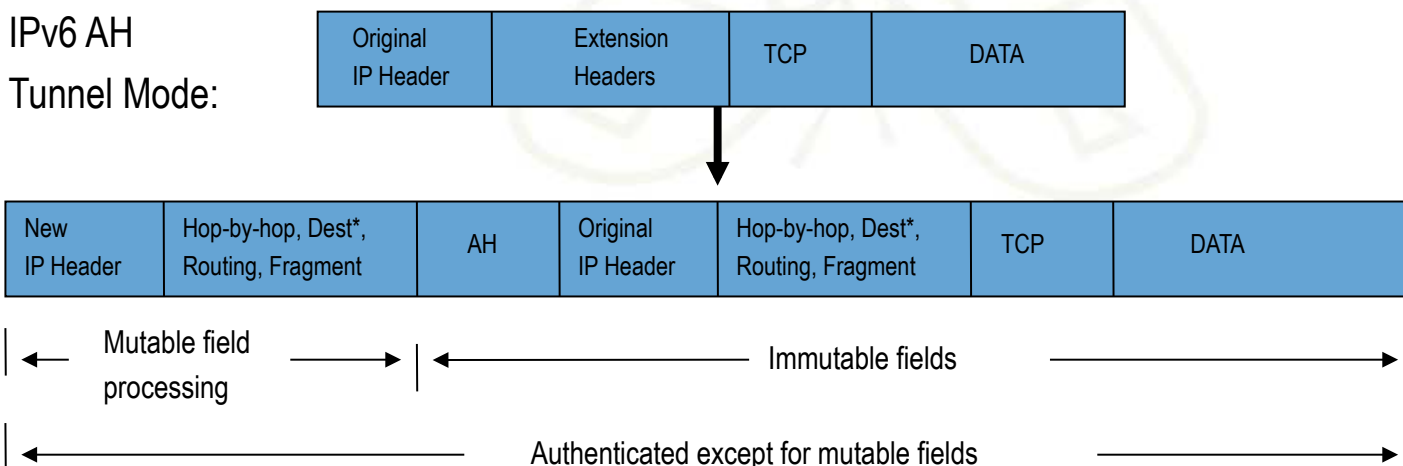 IPv6 AH
Tunnel Mode:
Original
IP Header
Extension
Headers
TCP
DATA
New
IP Header
Hop-by-hop, Dest*,
Routing, Fragment
AH
Original
IP Header
Hop-by-hop, Dest*,
Routing, Fragment
TCP
DATA
Mutable field
processing
Immutable fields
Authenticated except for mutable fields